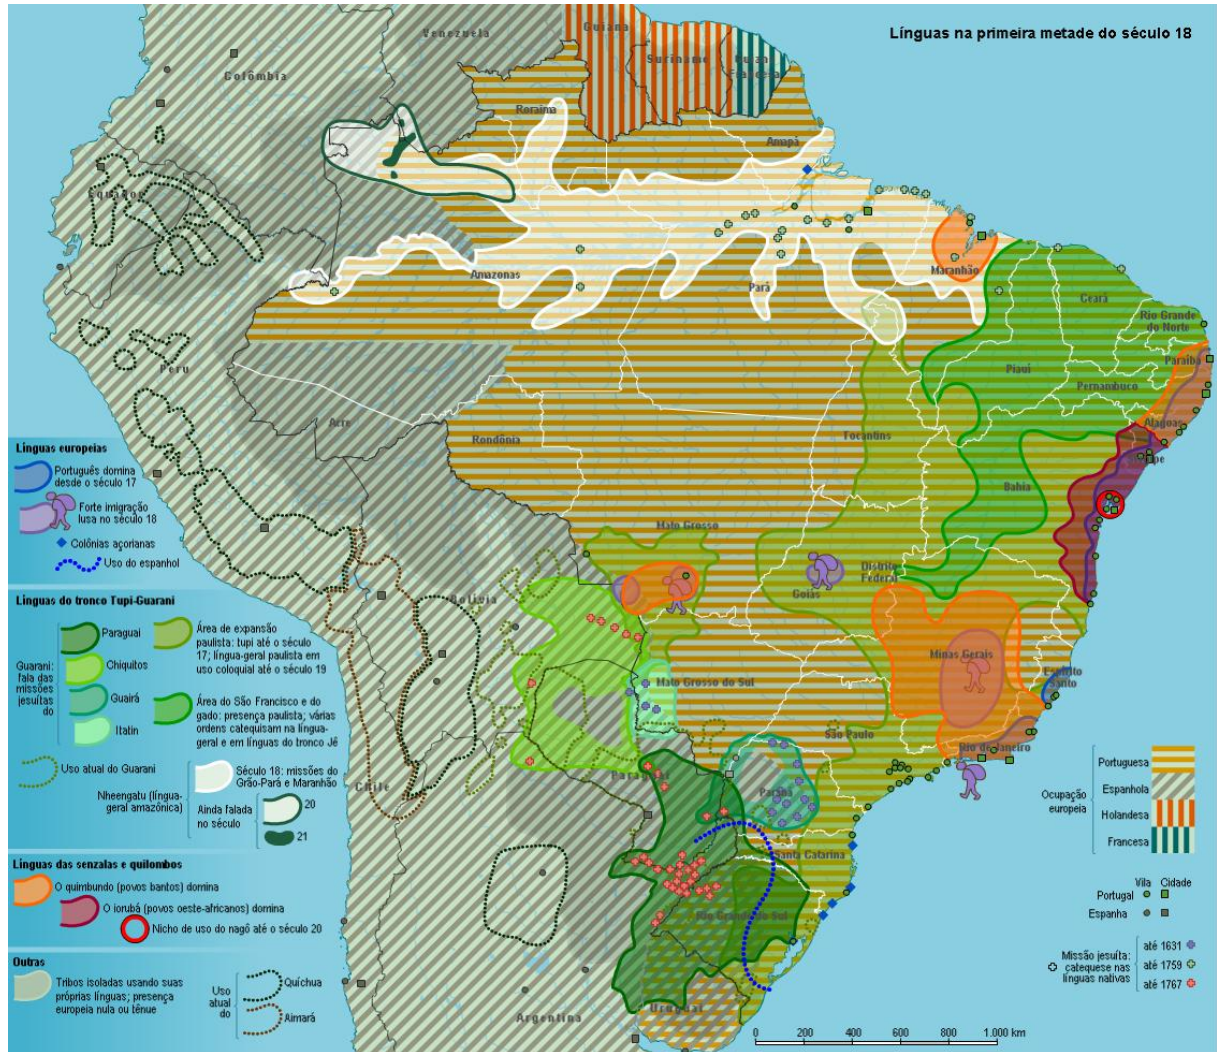 Línguas na primeira metade do século 18
Venezuela
Guiana
Suriname
Guiana
Francesa
Colômbia
Roraima
Amapá
Equador
Amazonas
Pará
Maranhão
Ceará
Rio Grande
do Norte
Paraíba
Piauí
Pernambuco
Alagoas
Sergipe
Peru
Acre
Rondônia
Tocantins
Bahia
Mato Grosso
Distrito
Federal
Goiás
Bolívia
Minas Gerais
Espírito
Santo
Mato Grosso do Sul
São Paulo
Rio de Janeiro
Paraguai
Paraná
Chile
Santa Catarina
Rio Grande do Sul
Uruguai
Argentina
Línguas europeias
Português domina
desde o século 17
Forte imigração
lusa no século 18
Colônias açorianas
Uso do espanhol
Línguas do tronco Tupi-Guarani
Guarani:
fala das
missões
jesuítas
do
Paraguai
Chiquitos
Guairá
Itatin
Área de expansão
paulista: tupi até o século
17; língua-geral paulista em
uso coloquial até o século 19
Área do São Francisco e do
gado: presença paulista; várias
ordens catequisam na língua-
geral e em línguas do tronco Jê
Uso atual do Guarani
Nheengatu (língua-
geral amazônica)
Século 18: missões do
Grão-Pará e Maranhão
Ainda falada
no século
20
21
Línguas das senzalas e quilombos
O quimbundo (povos bantos) domina
O iorubá (povos oeste-africanos) domina
Nicho de uso do nagô até o século 20
Outras
Tribos isoladas usando suas
próprias línguas; presença
europeia nula ou tênue
Uso
atual
do
Quíchua
Aimará
Ocupação
europeia
Portuguesa
Espanhola
Holandesa
Francesa
Vila Cidade
Portugal
Espanha
Missão jesuíta:
catequese nas
línguas nativas
até 1631
até 1759
até 1767
0 200 400 600 800 1.000 km